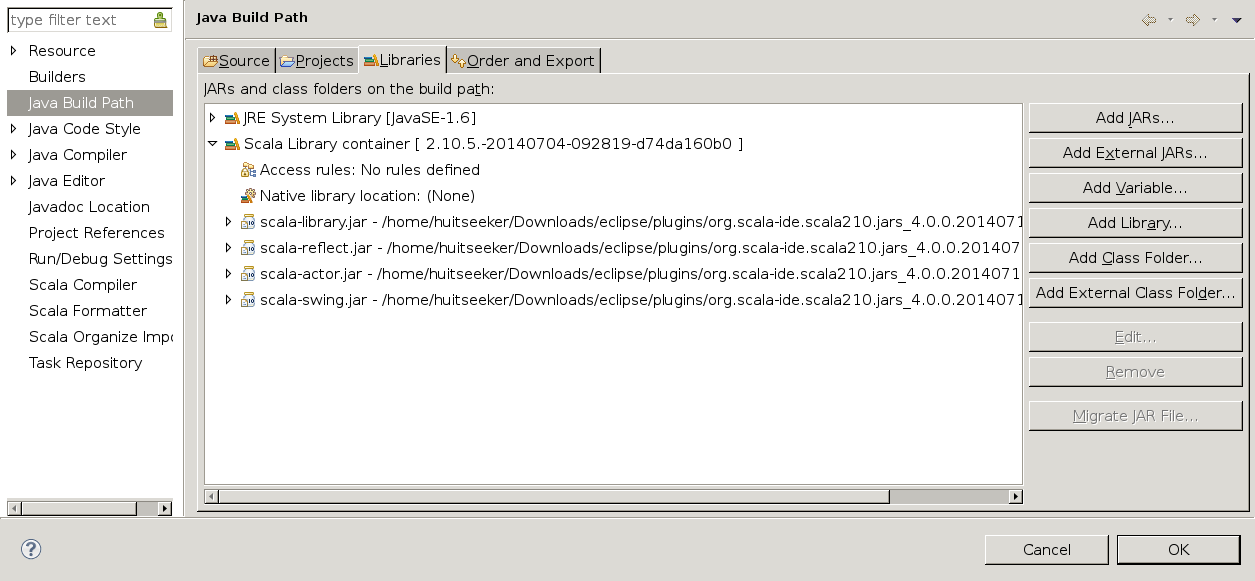 type filter text
Resource
Builders
Java Build Path
Java Code Style
Java Compiler
Java Editor
Javadoc Location
Project References
Run/Debug Settings
Scala Compiler
Scala Formatter
Scala Organize Impo
Task Repository
Java Build Path
Source Projects Libraries Order and Export
JARs and class folders on the build path:
JRE System Library [JavaSE-1.6]
Scala Library container [ 2.10.5.-20140704-092819-d74da160b0 ]
Access rules: No rules defined
Native library location: (None)
scala-library.jar - /home/huitseeker/Downloads/eclipse/plugins/org.scala-ide.scala210.jars_4.0.0.2014071
scala-reflect.jar - /home/huitseeker/Downloads/eclipse/plugins/org.scala-ide.scala210.jars_4.0.0.201407
scala-actor.jar - /home/huitseeker/Downloads/eclipse/plugins/org.scala-ide.scala210.jars_4.0.0.2014071
scala-swing.jar - /home/huitseeker/Downloads/eclipse/plugins/org.scala-ide.scala210.jars_4.0.0.2014071
Add JARs...
Add External JARs...
Add Variable...
Add Library...
Add Class Folder...
Add External Class Folder...
Edit...
Remove
Migrate JAR File...
Cancel OK